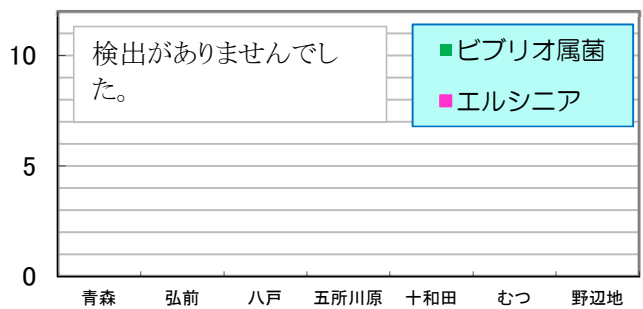 10
5
0
検出がありませんでし
た。
ビブリオ属菌
エルシニア
青森 弘前 八戸 五所川原 十和田 むつ 野辺地